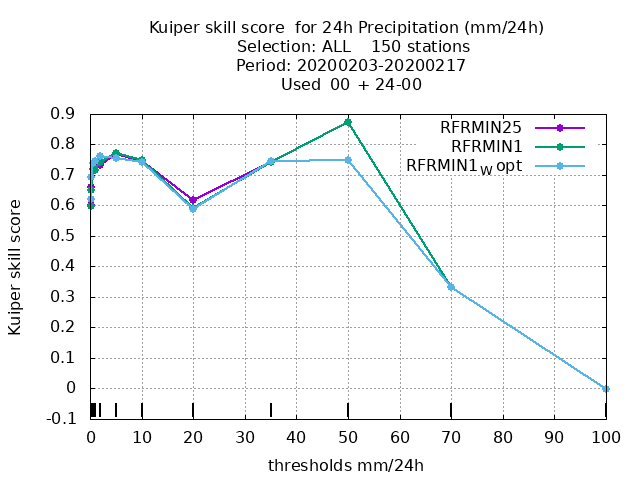 Kuiper skill score  for 24h Precipitation (mm/24h)
Selection: ALL    150 stations
Period: 20200203-20200217
Used  00 + 24-00
RFRMIN25
RFRMIN1
RFRMIN1W opt
Kuiper skill score
0.9
0.8
0.7
0.6
0.5
0.4
0.3
0.2
0.1
0
-0.1
0 10 20 30 40 50 60 70 80 90 100
thresholds mm/24h